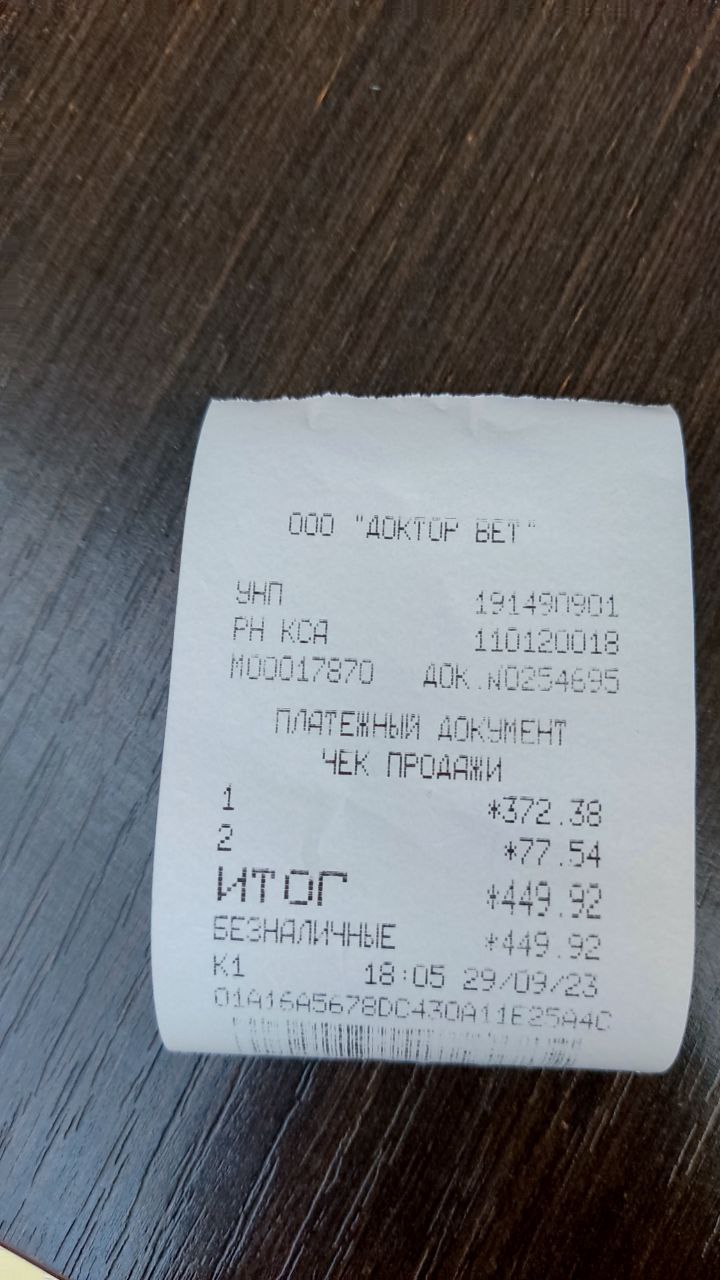 ООО "ДОКТОР ВЕТ"
УНП 191490901
РН КСА 110120018
М00017870 ДОК.N0254695
ПЛАТЕЖНЫЙ ДОКУМЕНТ
ЧЕК ПРОДАЖИ
1 *372.38
2 *77.54
ИТОГ *449.92
БЕЗНАЛИЧНЫЕ *449.92
К1 18:05 29/09/23
01A16A5678DC430A11E25A4C